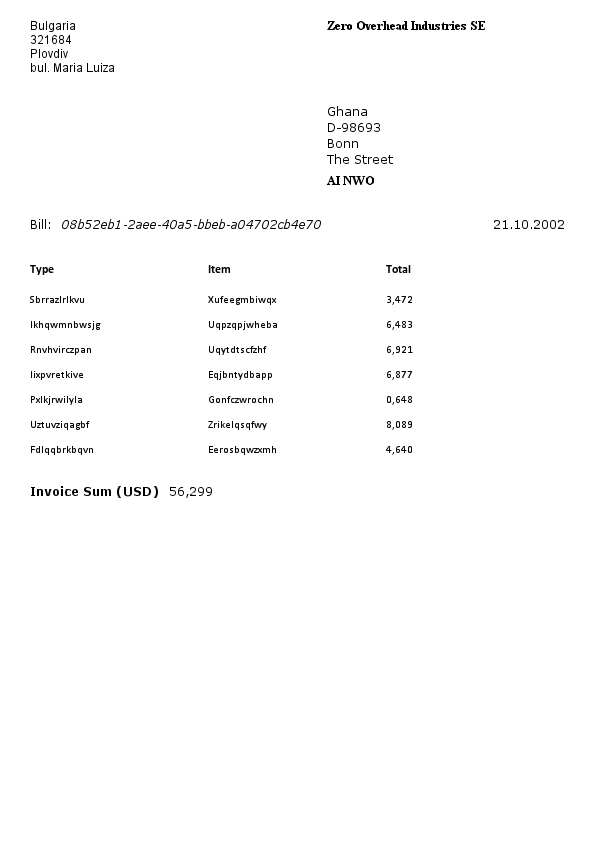 Bulgaria
321684
Plovdiv
bul. Maria Luiza
Zero Overhead Industries SE
Ghana
D-98693
Bonn
The Street
AI NWO
Bill: 08b52eb1-2aee-40a5-bbeb-a04702cb4e70 21.10.2002
Type Item Total
Sbrrazlrlkvu Xufeegmbiwqx 3,472
Ikhqwmnbwsjg Uqpzqpjwheba 6,483
Rnvhvirczpan Uqytdtscfzhf 6,921
Iixpvretkive Eqjbntydbapp 6,877
Pxlkjrwilyla Gonfczwrochn 0,648
Uztuvziqagbf Zrikelqsqfwy 8,089
Fdlqqbrkbqvn Eerosbqwzxmh 4,640
Invoice Sum (USD) 56,299